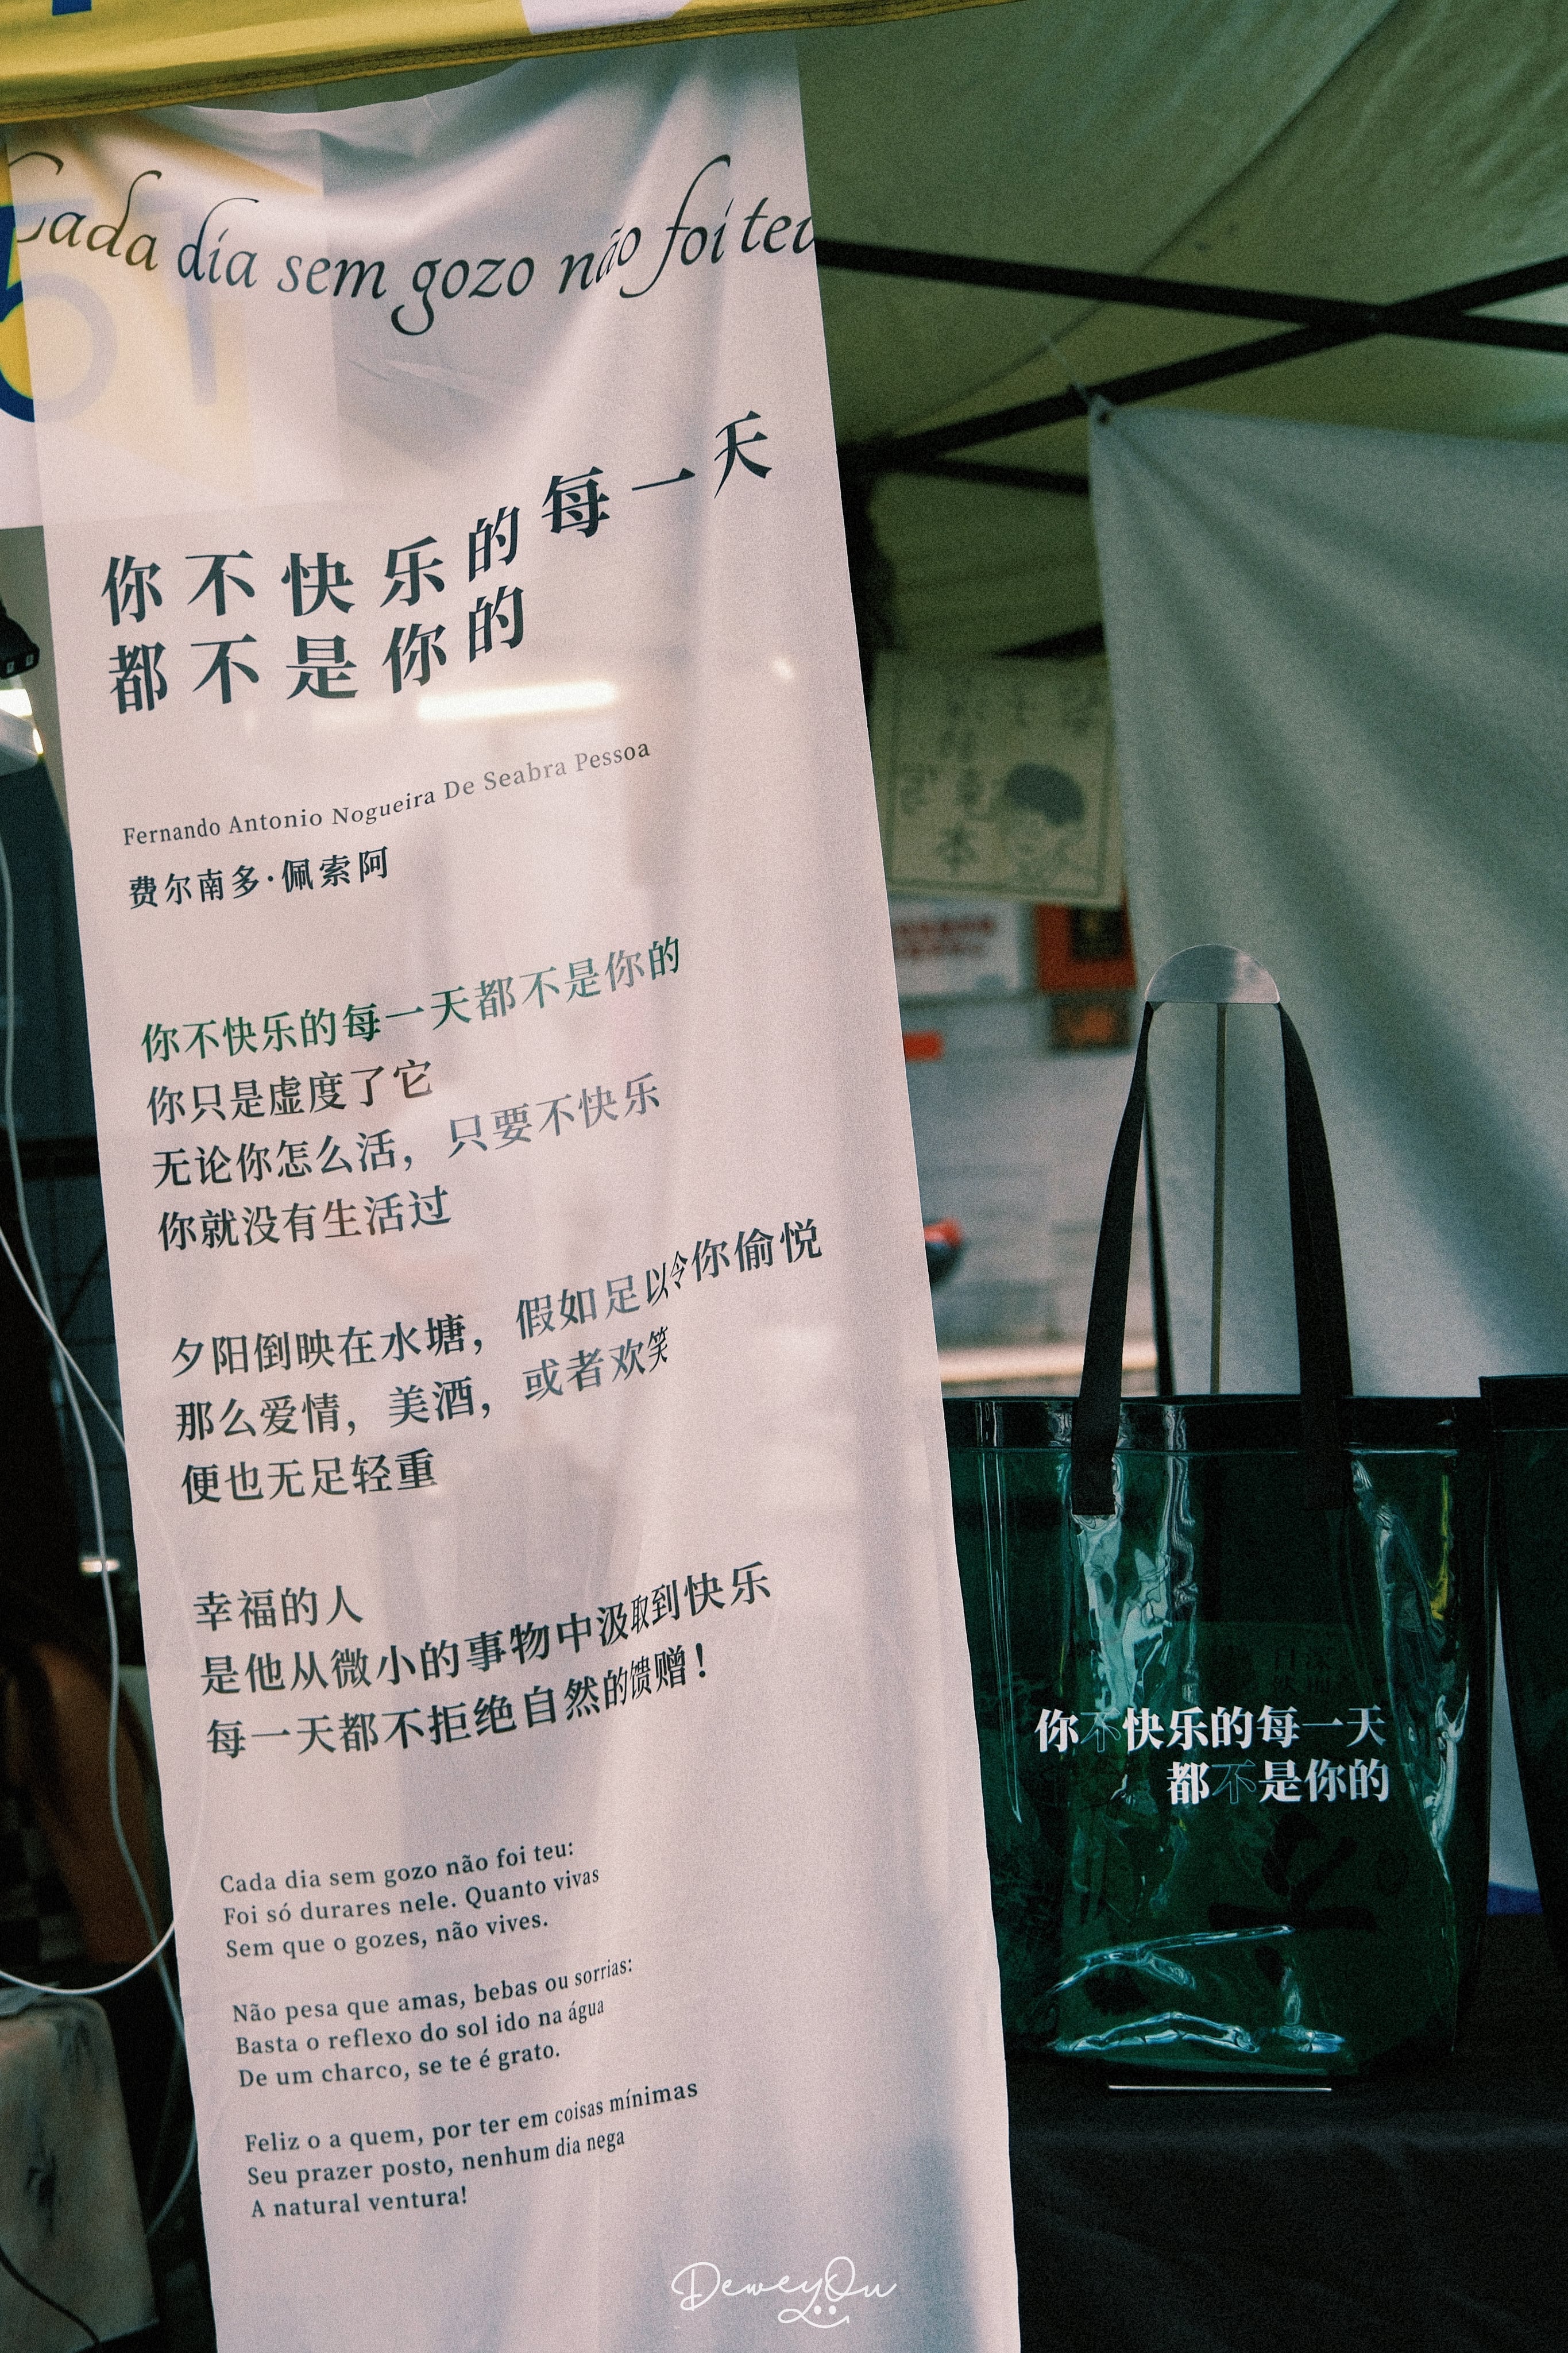 Cada dia sem gozo não foi teu
你不快乐的每一天
都不是你的
Fernando Antonio Nogueira De Seabra Pessoa
费尔南多·佩索阿
你不快乐的每一天都不是你的
你只是虚度了它
无论你怎么活，只要不快乐
你就没有生活过
夕阳倒映在水塘，假如足以令你偷悦
那么爱情，美酒，或者欢笑
便也无足轻重
幸福的人
是他从微小的事物中汲取到快乐
每一天都不拒绝自然的馈赠！
Cada dia sem gozo não foi teu:
Foi só durares nele. Quanto vivas
Sem que o gozes, não vives.
Não pesa que amas, bebas ou sorrias:
Basta o reflexo do sol ido na água
De um charco, se te é grato.
Feliz o a quem, por ter em coisas mínimas
Seu prazer posto, nenhum dia nega
A natural ventura!
你不快乐的每一天
都不是你的
DeweyOu